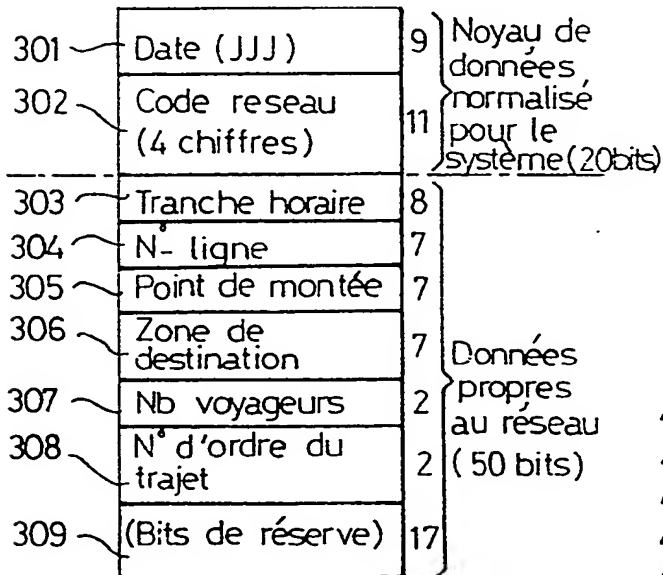 301 Date (JJJ) 9 Noyau de
données
302 Code reseau normalisé
(4 chiffres) 11 pour le
système (20bits)
303 Tranche horaire 8
304 N° ligne 7
305 Point de montée 7
306 Zone de
destination 7 Données
307 Nb voyageurs 2 propres
308 N° d'ordre du au réseau
trajet 2 (50 bits)
309 (Bits de réserve) 17